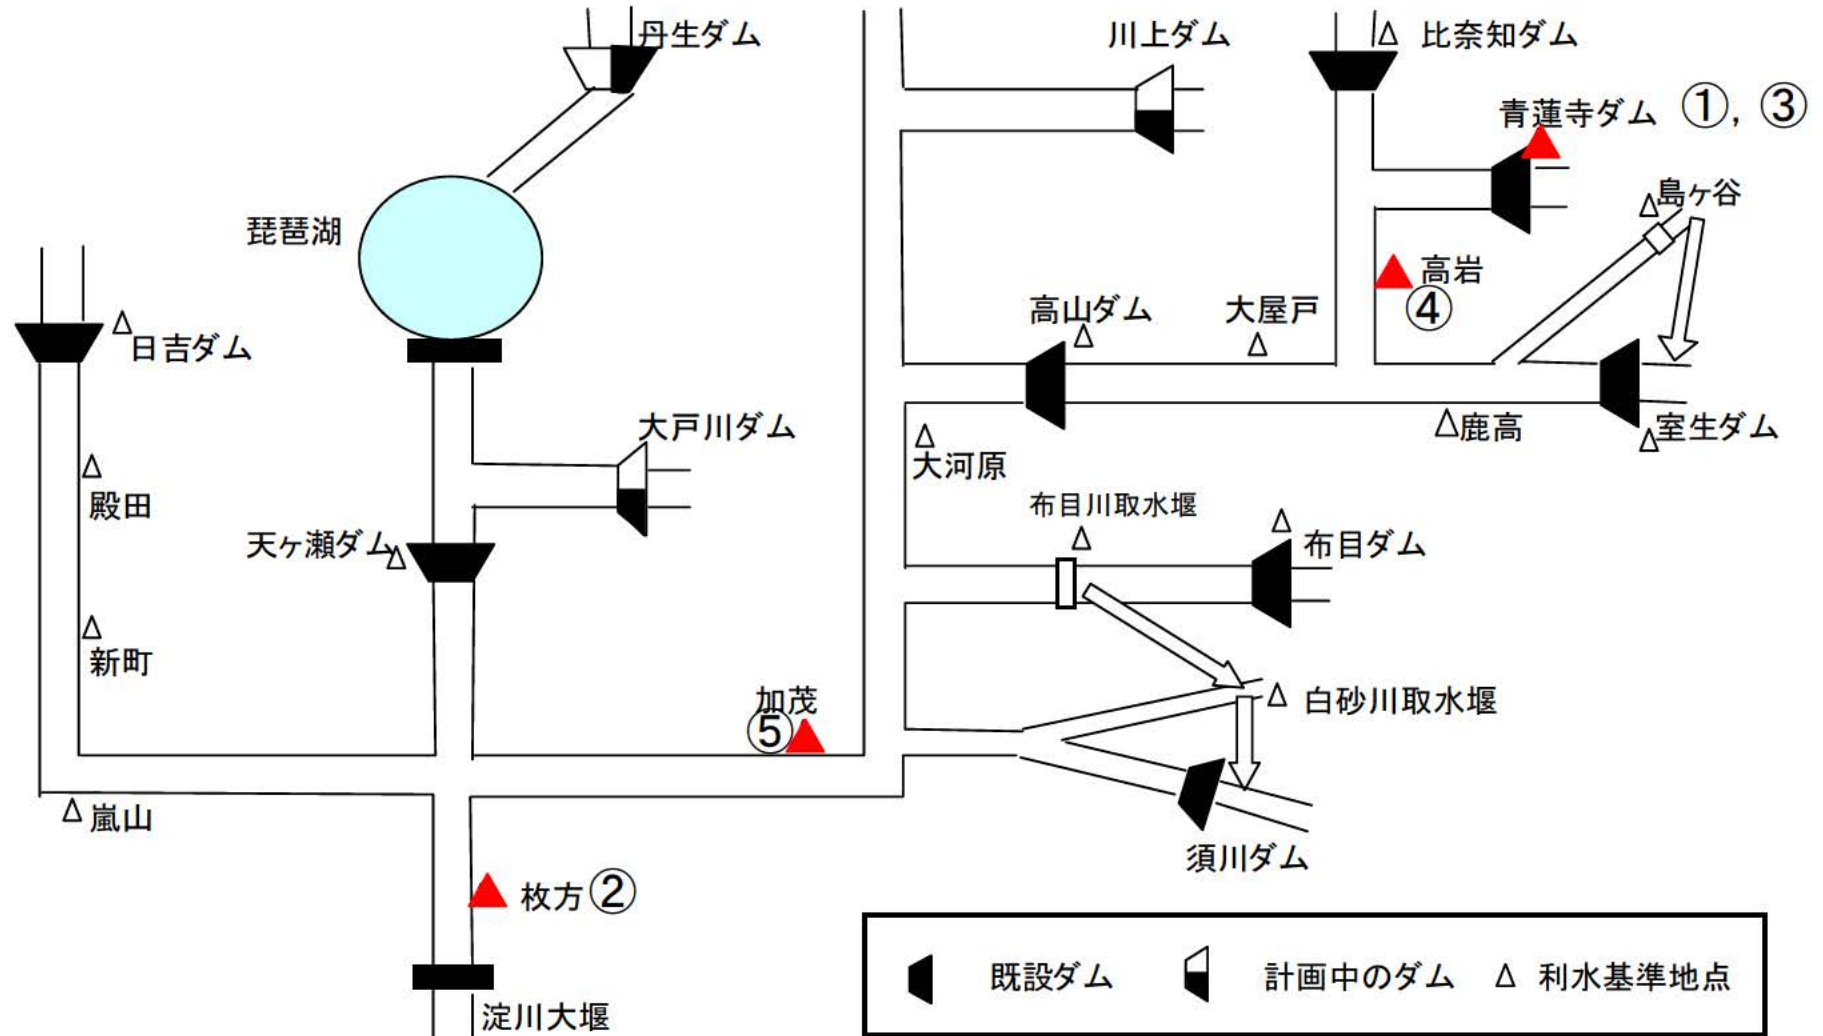 丹生ダム
川上ダム
比奈知ダム
青蓮寺ダム ①, ③
島ヶ谷
琵琶湖
高岩
④
日吉ダム
高山ダム
大屋戸
大戸川ダム
鹿高
室生ダム
大河原
殿田
布目川取水堰
天ヶ瀬ダム
布目ダム
新町
加茂
⑤
白砂川取水堰
嵐山
須川ダム
枚方②
既設ダム
計画中のダム
利水基準地点
淀川大堰